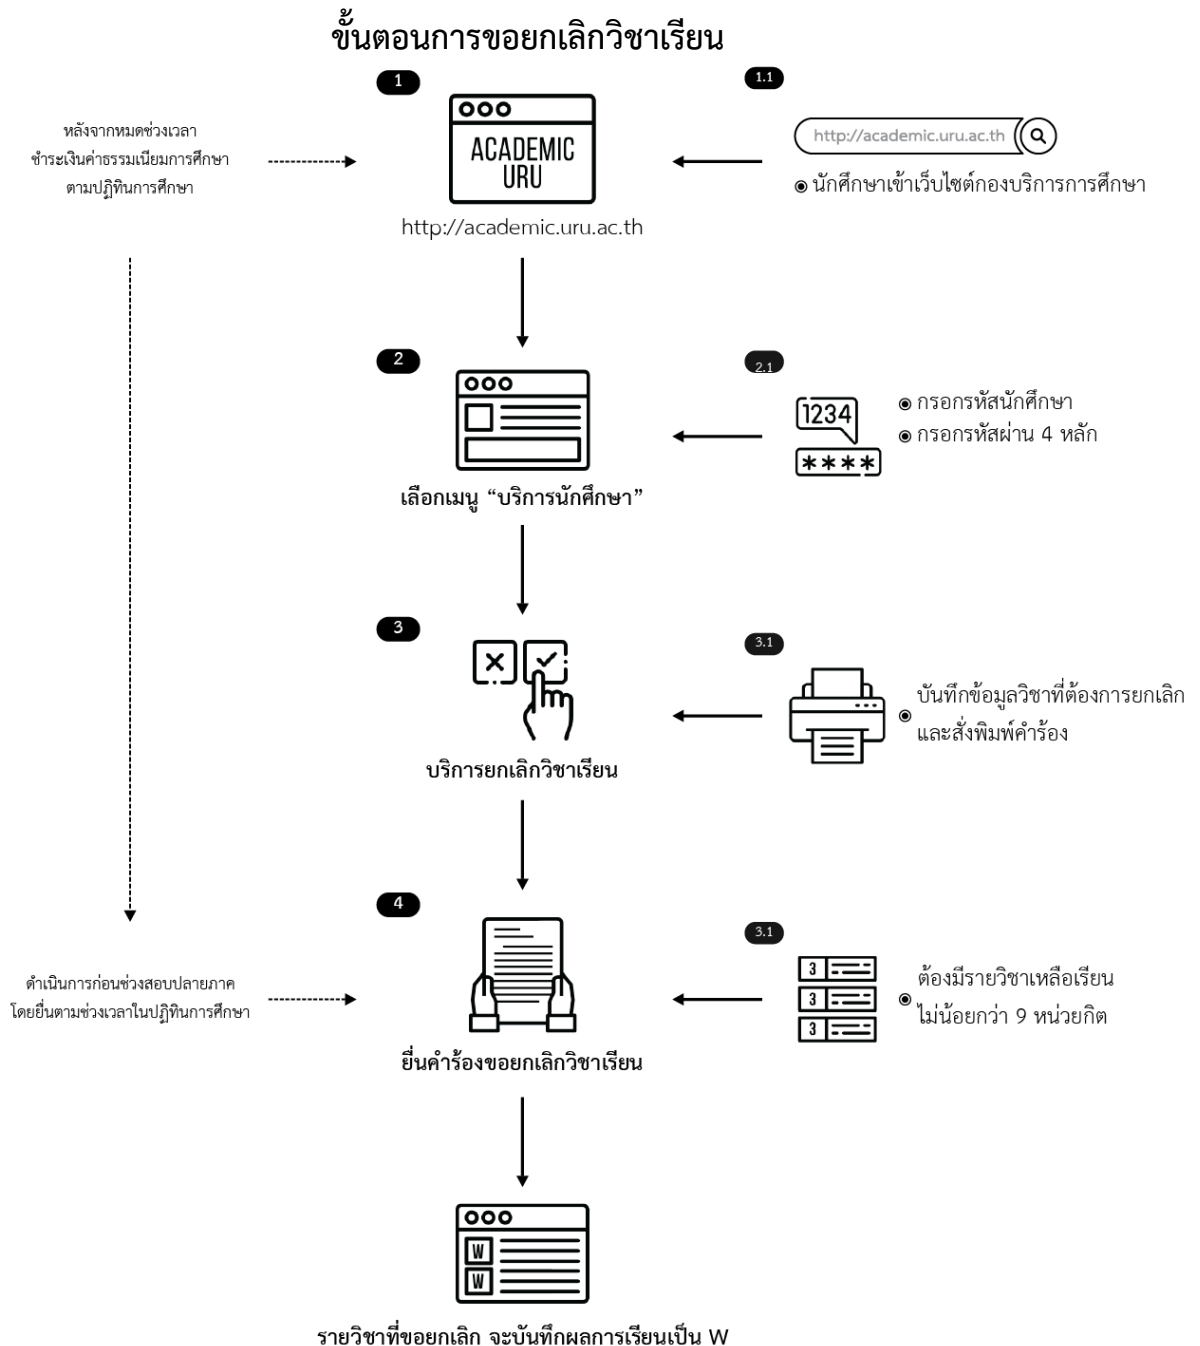 ขั้นตอนการขอยกเลิกวิชาเรียน
1
1.1
หลังจากหมดช่วงเวลา
ชำระเงินค่าธรรมเนียมการศึกษา
ตามปฏิทินการศึกษา
ACADEMIC
URU
http://academic.uru.ac.th
http://academic.uru.ac.th
นักศึกษาเข้าเว็บไซต์กองบริการการศึกษา
2
2.1
1234
****
กรอกรหัสนักศึกษา
กรอกรหัสผ่าน 4 หลัก
เลือกเมนู “บริการนักศึกษา”
3
3.1
บันทึกข้อมูลวิชาที่ต้องการยกเลิก
และสั่งพิมพ์คำร้อง
บริการยกเลิกวิชาเรียน
4
3.1
ดำเนินการก่อนช่วงสอบปลายภาค
โดยยื่นตามช่วงเวลาในปฏิทินการศึกษา
3
3
3
ต้องมีรายวิชาเหลือเรียน
ไม่น้อยกว่า 9 หน่วยกิต
ยื่นคำร้องขอยกเลิกวิชาเรียน
W
W
รายวิชาที่ขอยกเลิก จะบันทึกผลการเรียนเป็น W